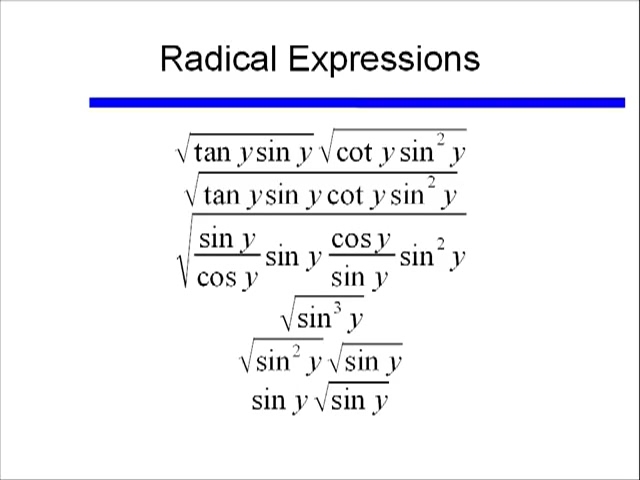 Radical Expressions
√(tan y sin y) √(cot y sin² y)
√(tan y sin y cot y sin² y)
√((sin y / cos y) sin y (cos y / sin y) sin² y)
√(sin³ y)
√(sin² y) √(sin y)
sin y √(sin y)